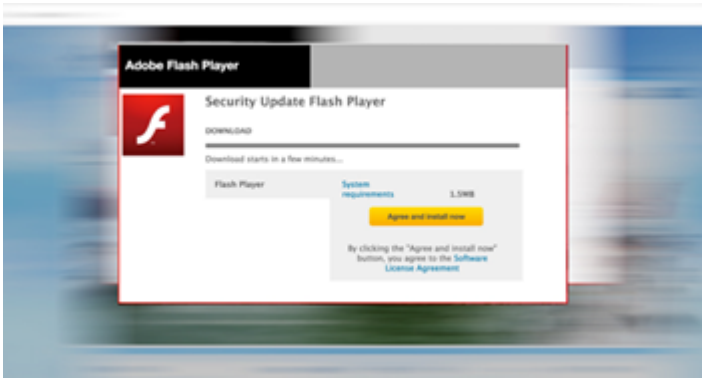 Adobe Flash Player
Security Update Flash Player
DOWNLOAD
Download starts in a few minutes...
Flash Player
System
requirements
1.5MB
Agree and install now
By clicking the "Agree and install now"
button, you agree to the Software
License Agreement